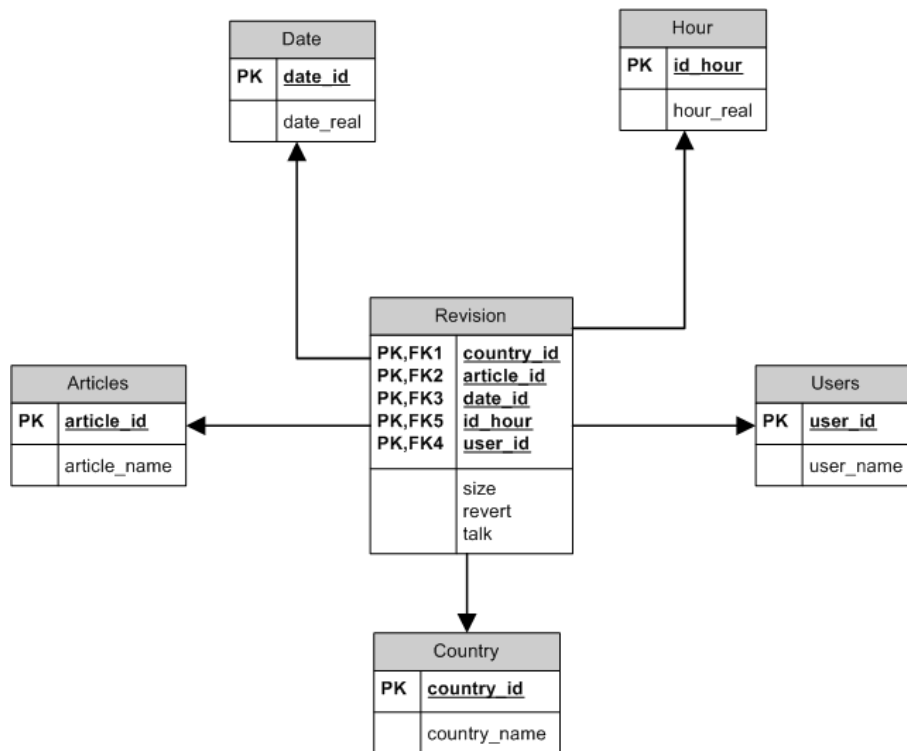 Date
PK date_id
date_real
Hour
PK id_hour
hour_real
Revision
PK,FK1 country_id
PK,FK2 article_id
PK,FK3 date_id
PK,FK5 id_hour
PK,FK4 user_id
size
revert
talk
Articles
PK article_id
article_name
Users
PK user_id
user_name
Country
PK country_id
country_name